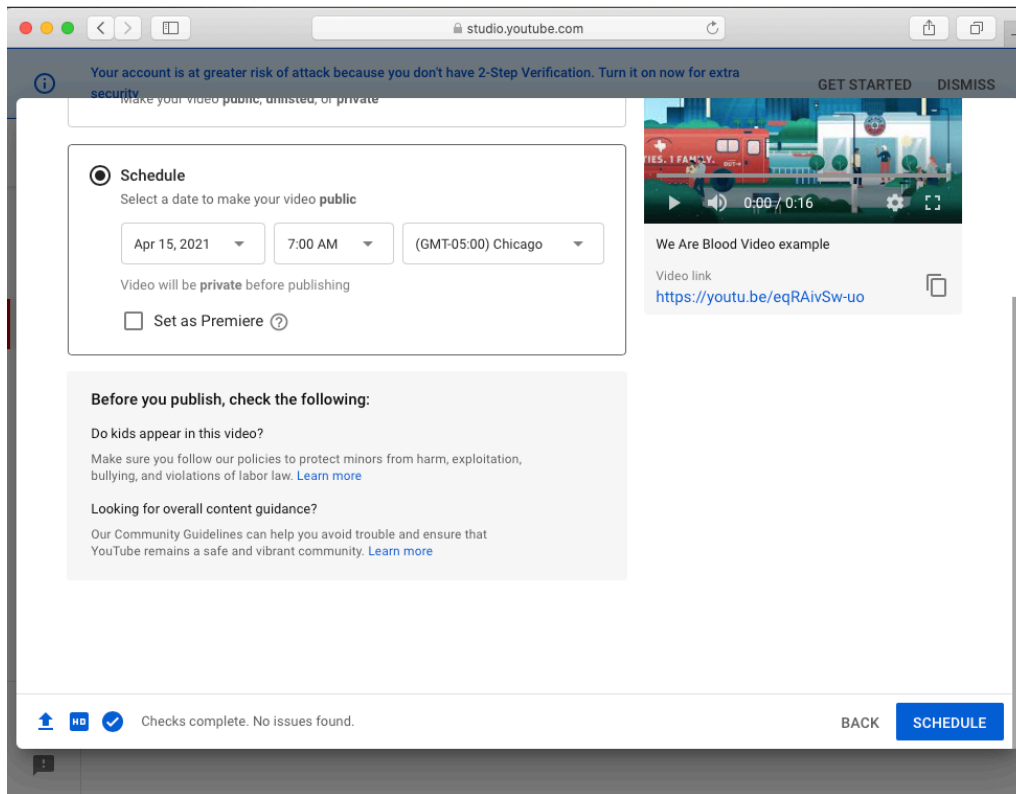 studio.youtube.com
Your account is at greater risk of attack because you don't have 2-Step Verification. Turn it on now for extra
security
GET STARTED DISMISS
Make your video public, unlisted, or private
TIES. 1 FAMILY.
OUT→
0:00 / 0:16
Schedule
Select a date to make your video public
Apr 15, 2021
7:00 AM
(GMT-05:00) Chicago
Video will be private before publishing
Set as Premiere
We Are Blood Video example
Video link
https://youtu.be/eqRAivSw-uo
Before you publish, check the following:
Do kids appear in this video?
Make sure you follow our policies to protect minors from harm, exploitation,
bullying, and violations of labor law. Learn more
Looking for overall content guidance?
Our Community Guidelines can help you avoid trouble and ensure that
YouTube remains a safe and vibrant community. Learn more
HD
Checks complete. No issues found.
BACK
SCHEDULE